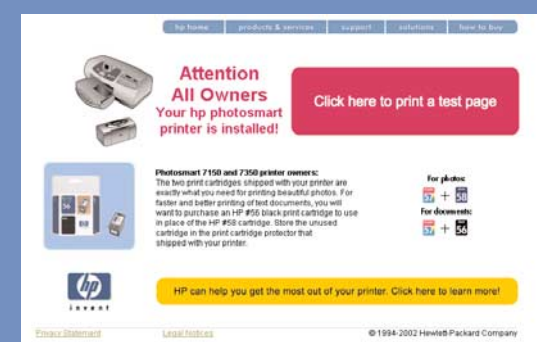 hp home products & services support solutions how to buy
Attention
All Owners
Your hp photosmart
printer is installed!
Click here to print a test page
Photosmart 7150 and 7350 printer owners:
The two print cartridges shipped with your printer are
exactly what you need for printing beautiful photos. For
faster and better printing of text documents, you will
want to purchase an HP #56 black print cartridge to use
in place of the HP #58 cartridge. Store the unused
cartridge in the print cartridge protector that
shipped with your printer.
For photos:
57 + 58
For documents:
57 + 56
56 58
hp
invent
HP can help you get the most out of your printer. Click here to learn more!
Privacy Statement Legal Notices © 1994-2002 Hewlett-Packard Company